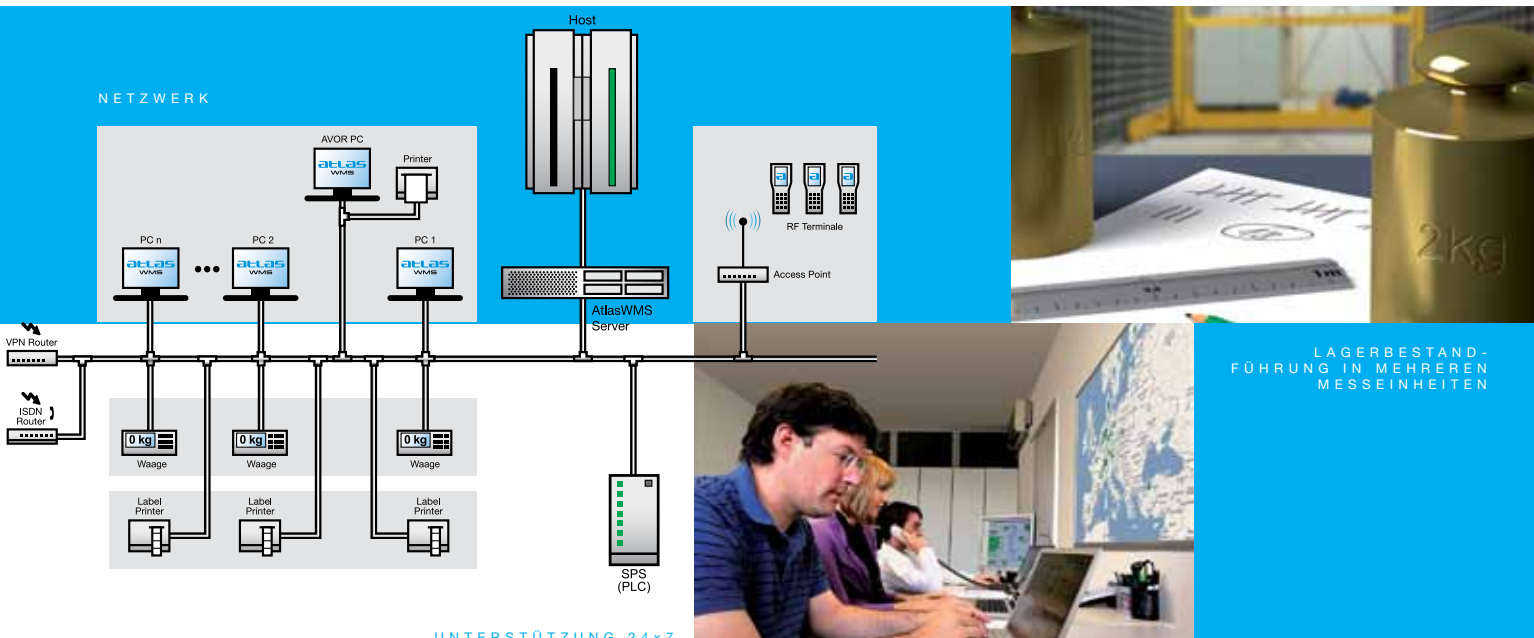 Host
NETZWERK
AVOR PC
atlas
WMS
Printer
PC n
atlas
WMS
PC 2
atlas
WMS
PC 1
atlas
WMS
AtlasWMS
Server
a
a
a
RF Terminale
Access Point
2kg
1m
VPN Router
ISDN
Router
0 kg
Waage
0 kg
Waage
0 kg
Waage
Label
Printer
Label
Printer
Label
Printer
SPS
(PLC)
LAGERBESTAND-
FÜHRUNG IN MEHREREN
MESSEINHEITEN
UNTERSTÜTZUNG 24x7